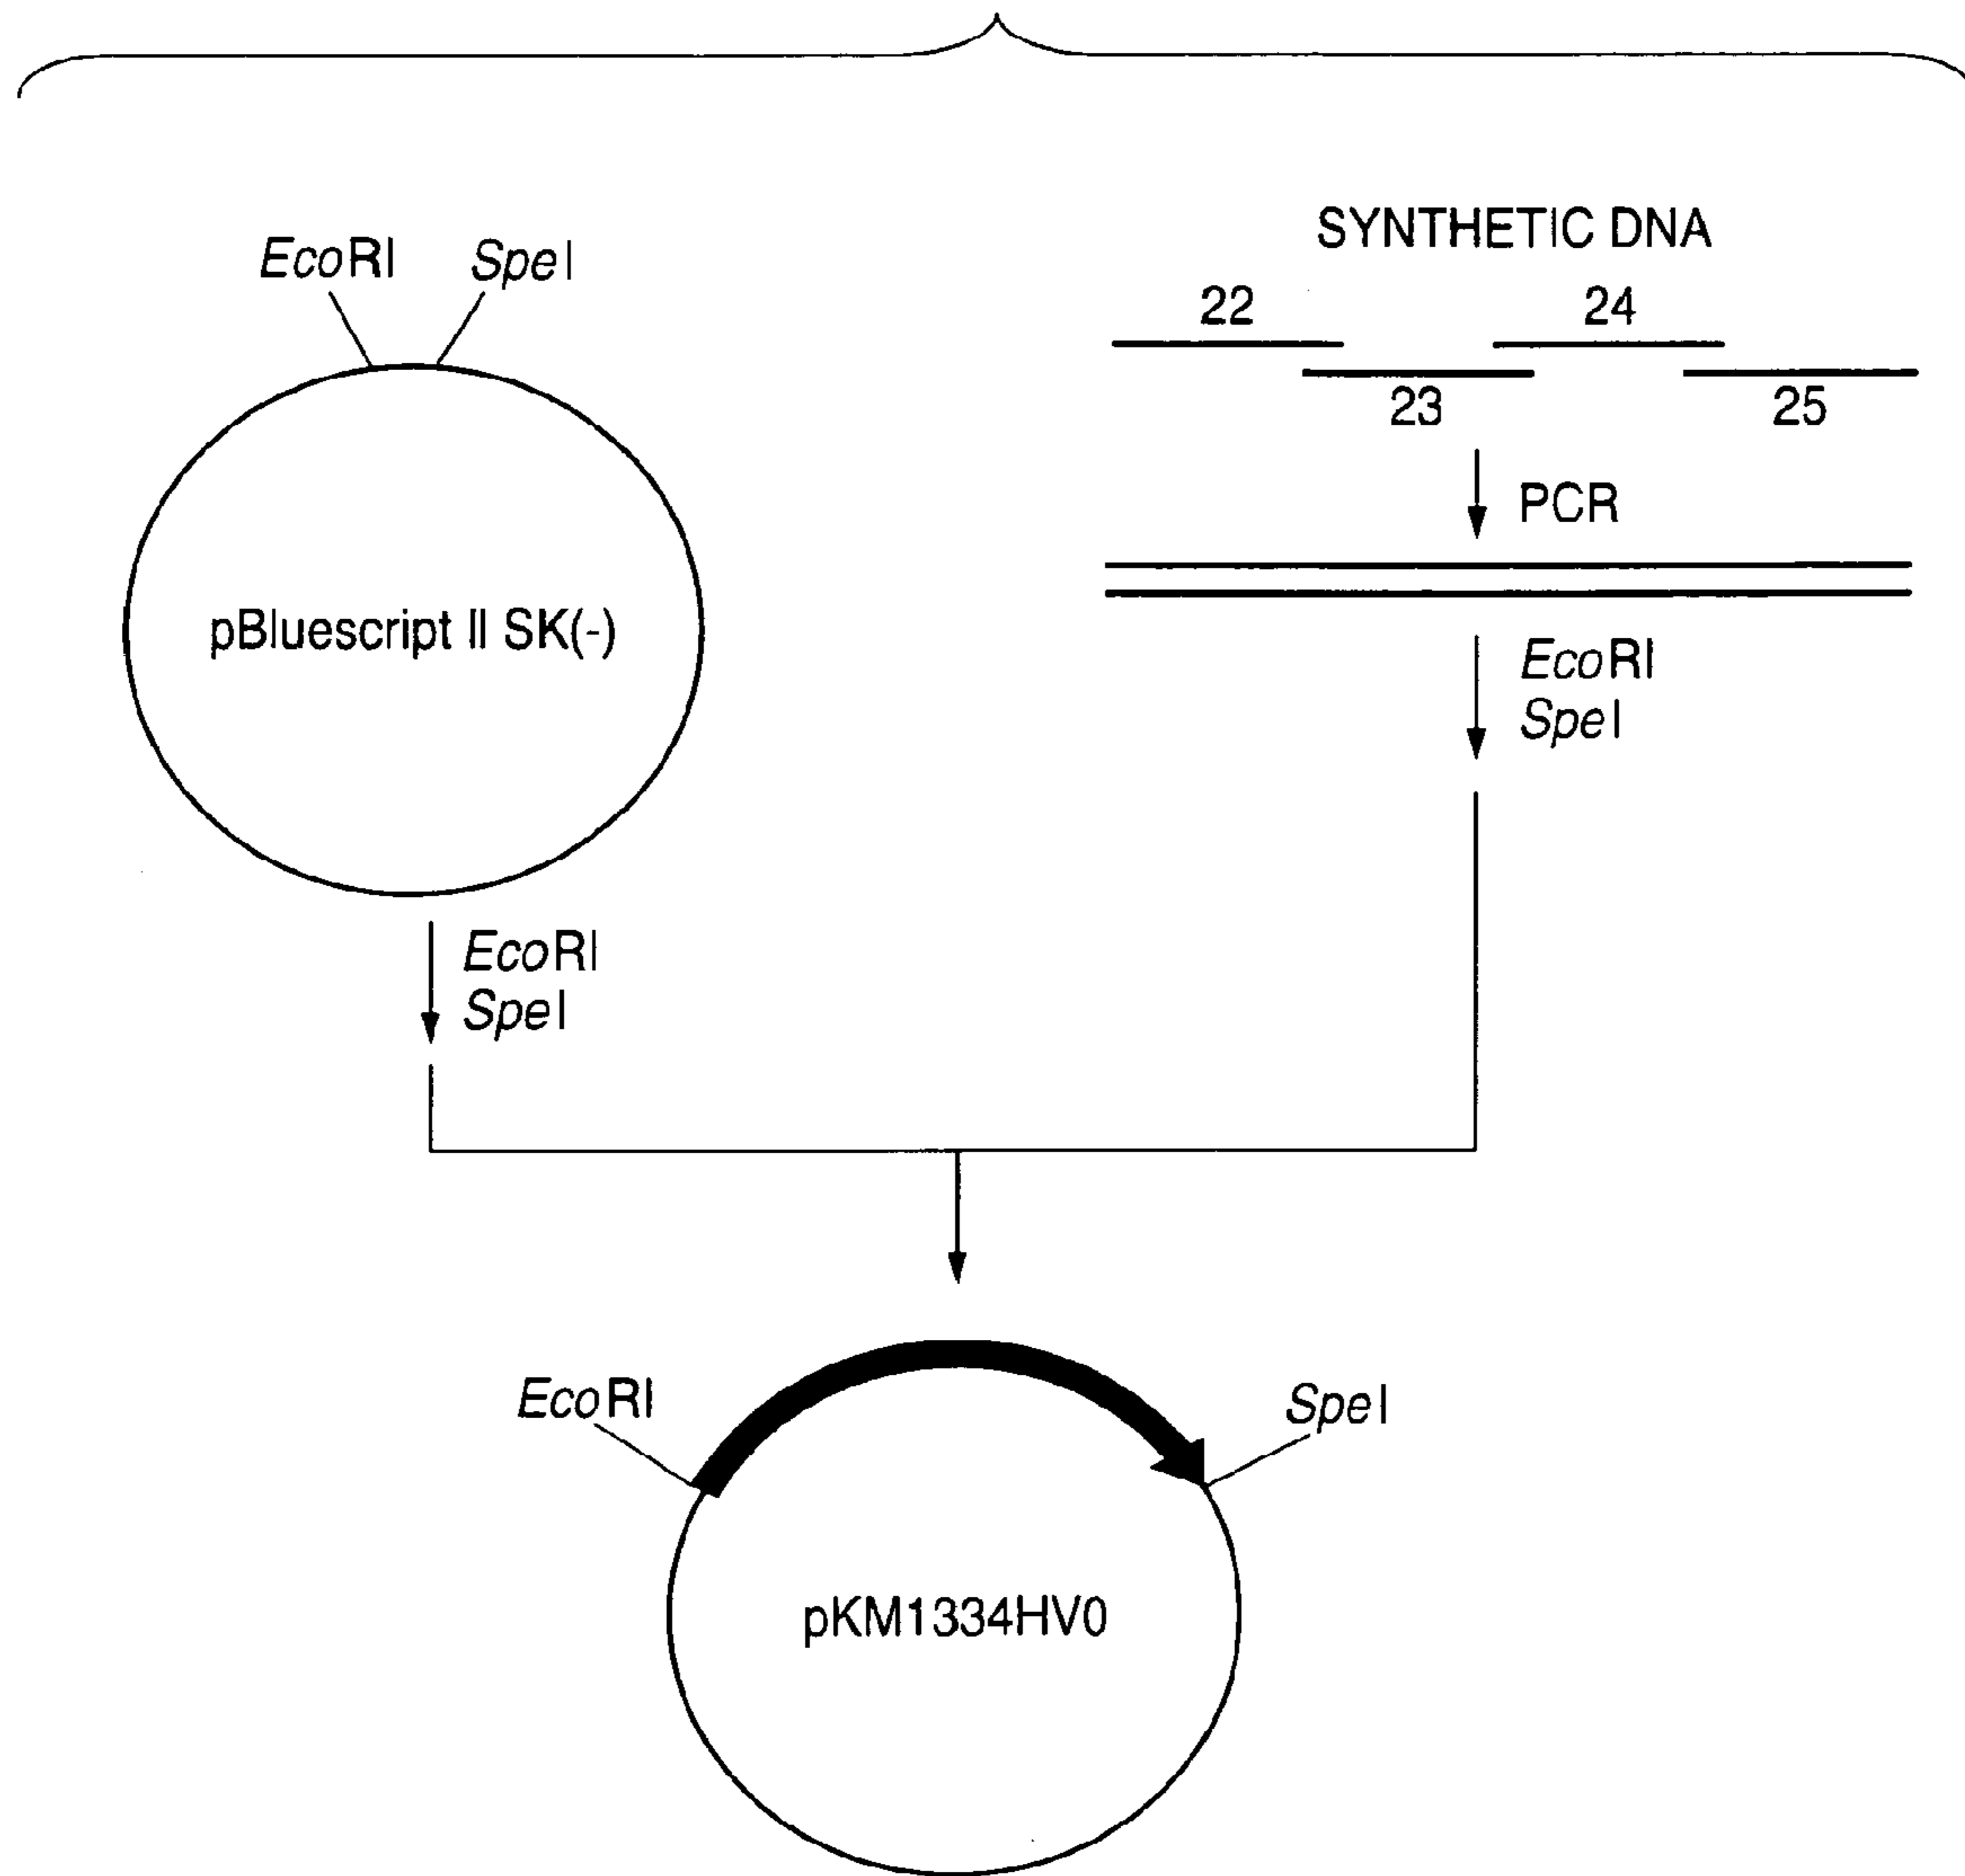 SYNTHETIC DNA
EcoRI SpeI
22 24
23 25
PCR
pBluescript II SK(-)
EcoRI
SpeI
EcoRI
SpeI
EcoRI SpeI
pKM1334HV0